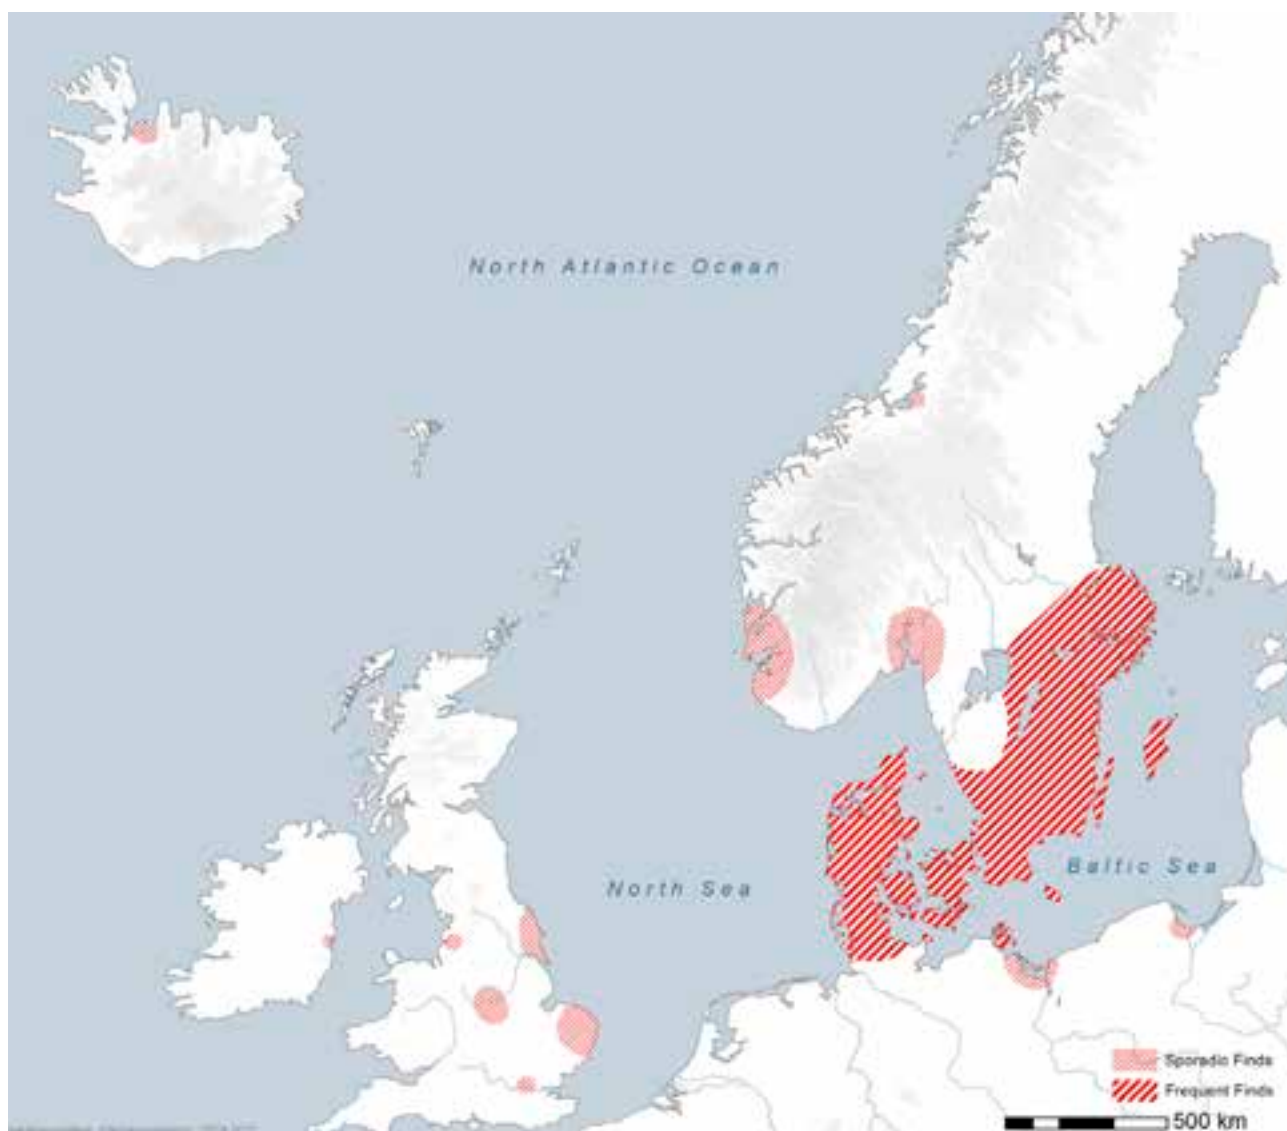 North Atlantic Ocean
North Sea
Baltic Sea
Sporadic Finds
Frequent Finds
500 km